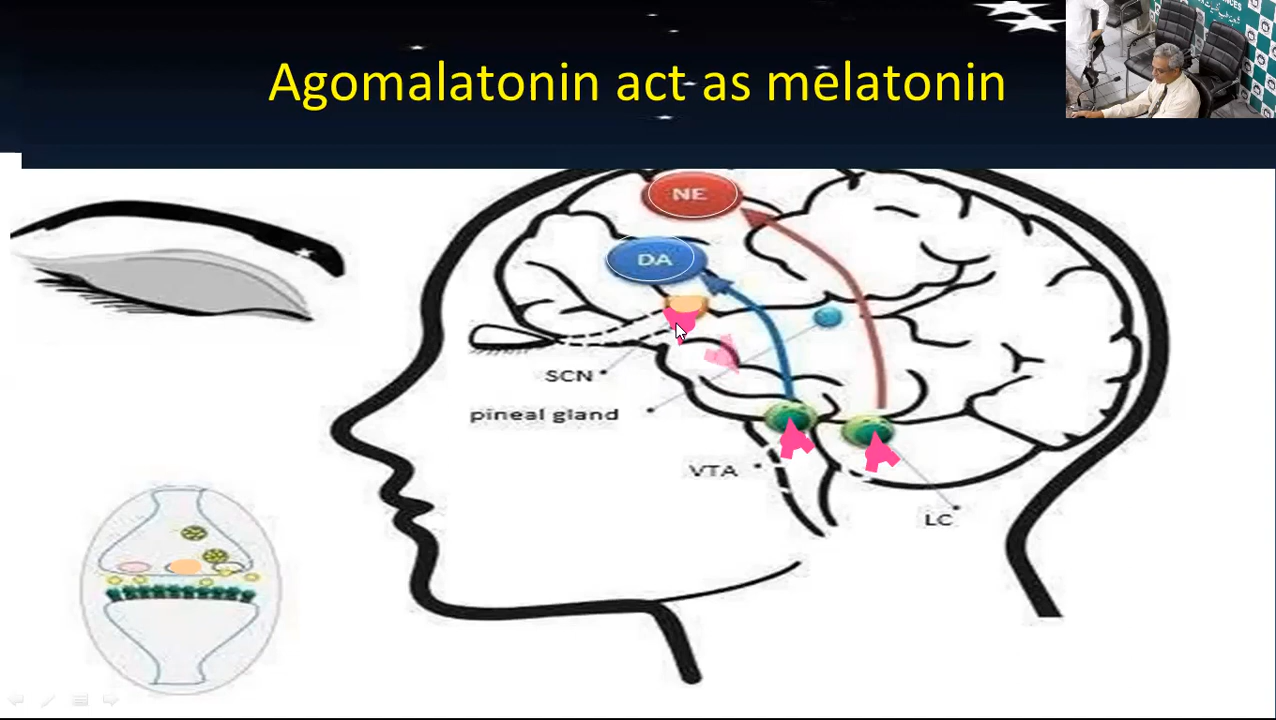 Agomalatonin act as melatonin
NE
DA
SCN
pineal gland
VTA
LC